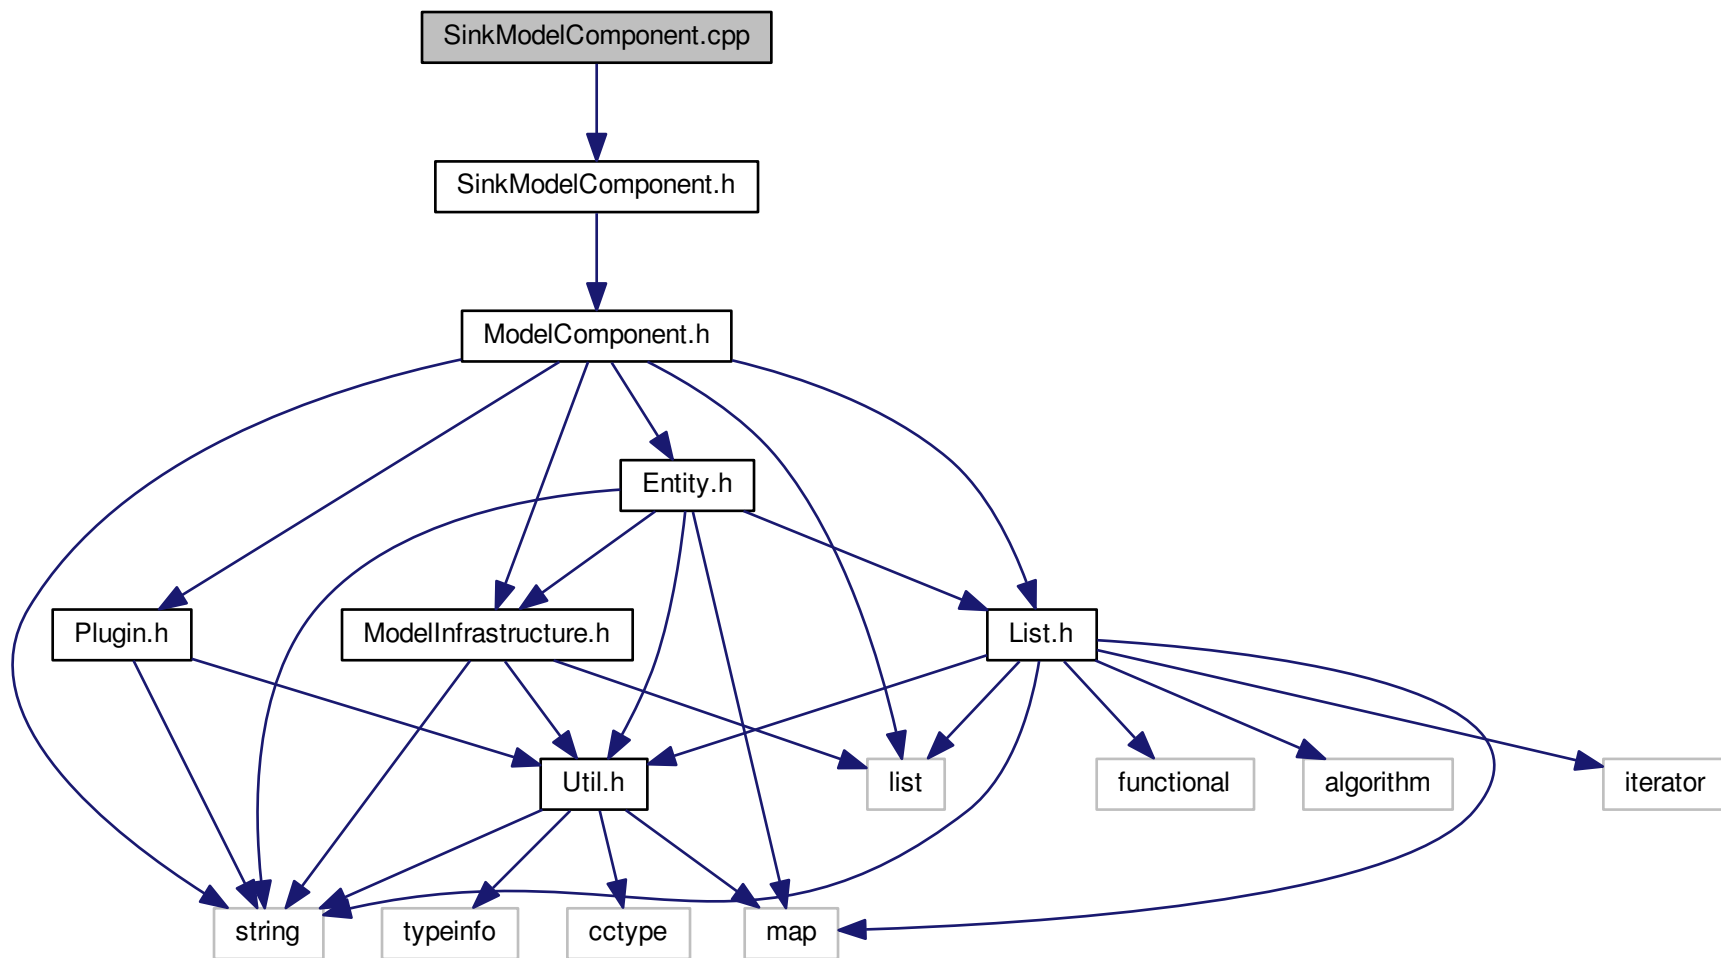 SinkModelComponent.cpp
SinkModelComponent.h
ModelComponent.h
Entity.h
Plugin.h
ModelInfrastructure.h
List.h
Util.h
list
functional
algorithm
iterator
string
typeinfo
cctype
map